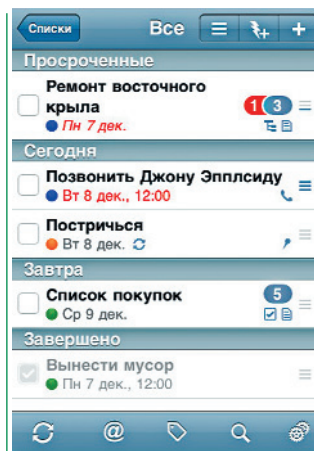 Списки Все
Просроченные
Ремонт восточного
крыла 1 3
Пн 7 дек.
Сегодня
Позвонить Джону Эпплсиду
Вт 8 дек., 12:00
Постричься
Вт 8 дек.
Завтра
Список покупок 5
Ср 9 дек.
Завершено
Вынести мусор
Пн 7 дек., 12:00